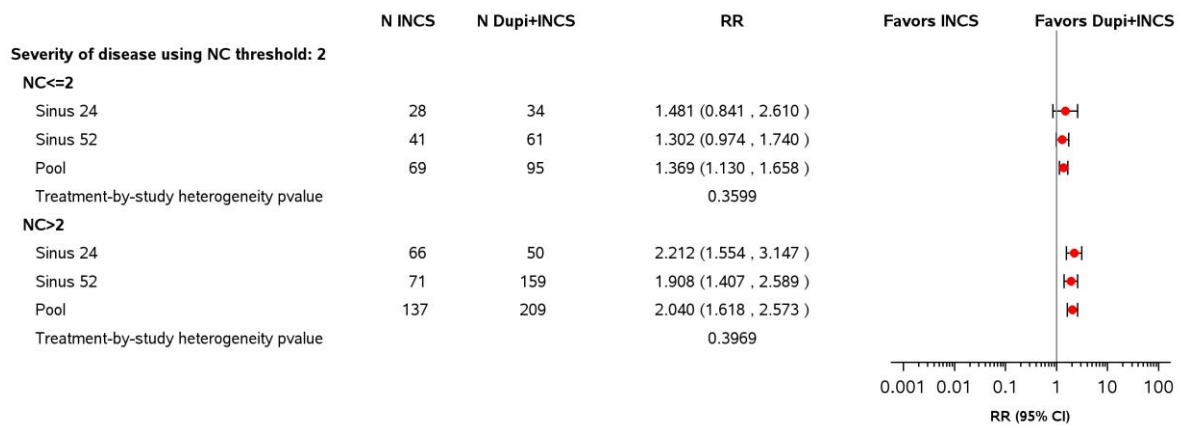 N INCS N Dupi+INCS RR Favors INCS Favors Dupi+INCS
Severity of disease using NC threshold: 2
NC<=2
Sinus 24 28 34 1.481 (0.841 , 2.610 )
Sinus 52 41 61 1.302 (0.974 , 1.740 )
Pool 69 95 1.369 (1.130 , 1.658 )
Treatment-by-study heterogeneity pvalue 0.3599
NC>2
Sinus 24 66 50 2.212 (1.554 , 3.147 )
Sinus 52 71 159 1.908 (1.407 , 2.589 )
Pool 137 209 2.040 (1.618 , 2.573 )
Treatment-by-study heterogeneity pvalue 0.3969
0.001 0.01 0.1 1 10 100
RR (95% CI)